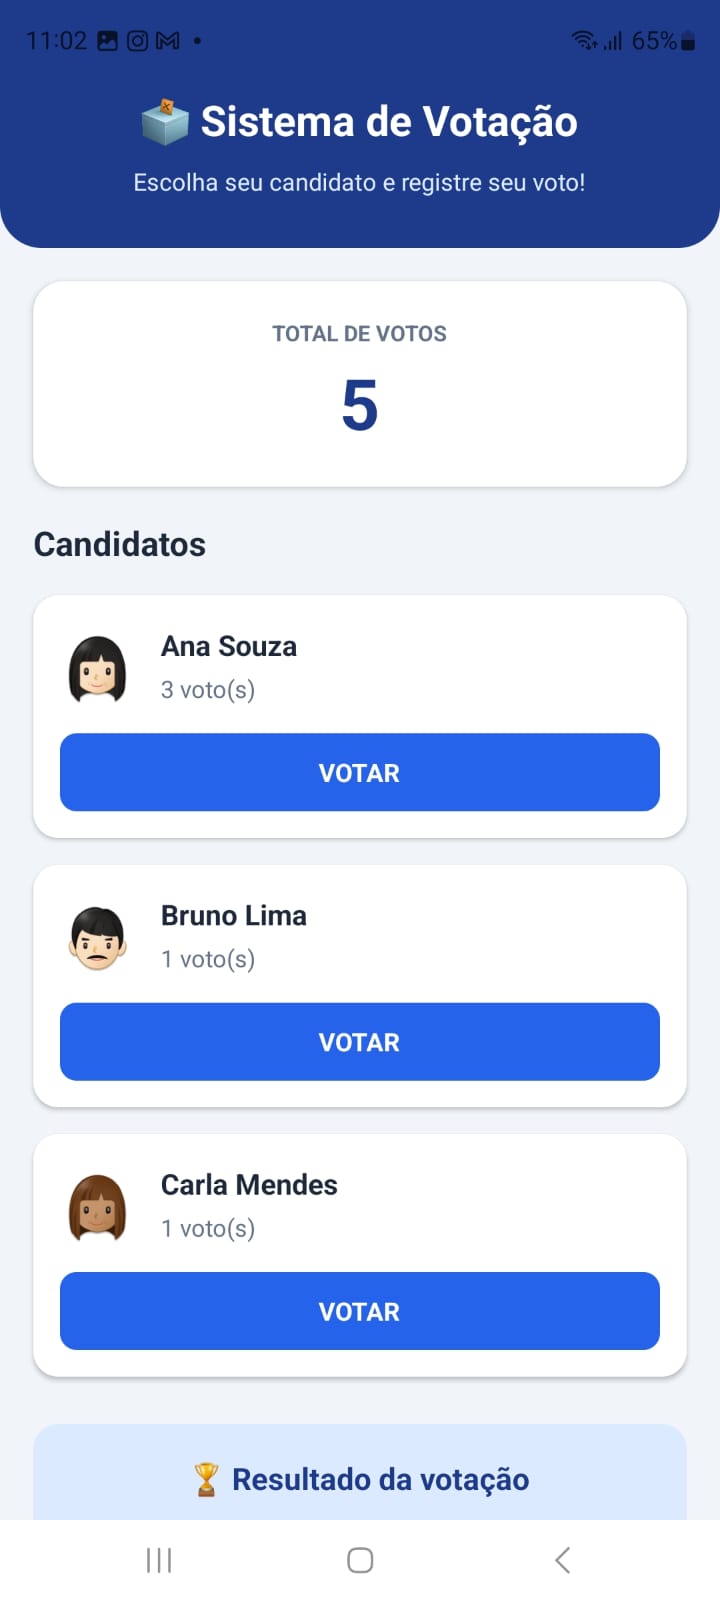 11:02
65%
Sistema de Votação
Escolha seu candidato e registre seu voto!
TOTAL DE VOTOS
5
Candidatos
Ana Souza
3 voto(s)
VOTAR
Bruno Lima
1 voto(s)
VOTAR
Carla Mendes
1 voto(s)
VOTAR
Resultado da votação